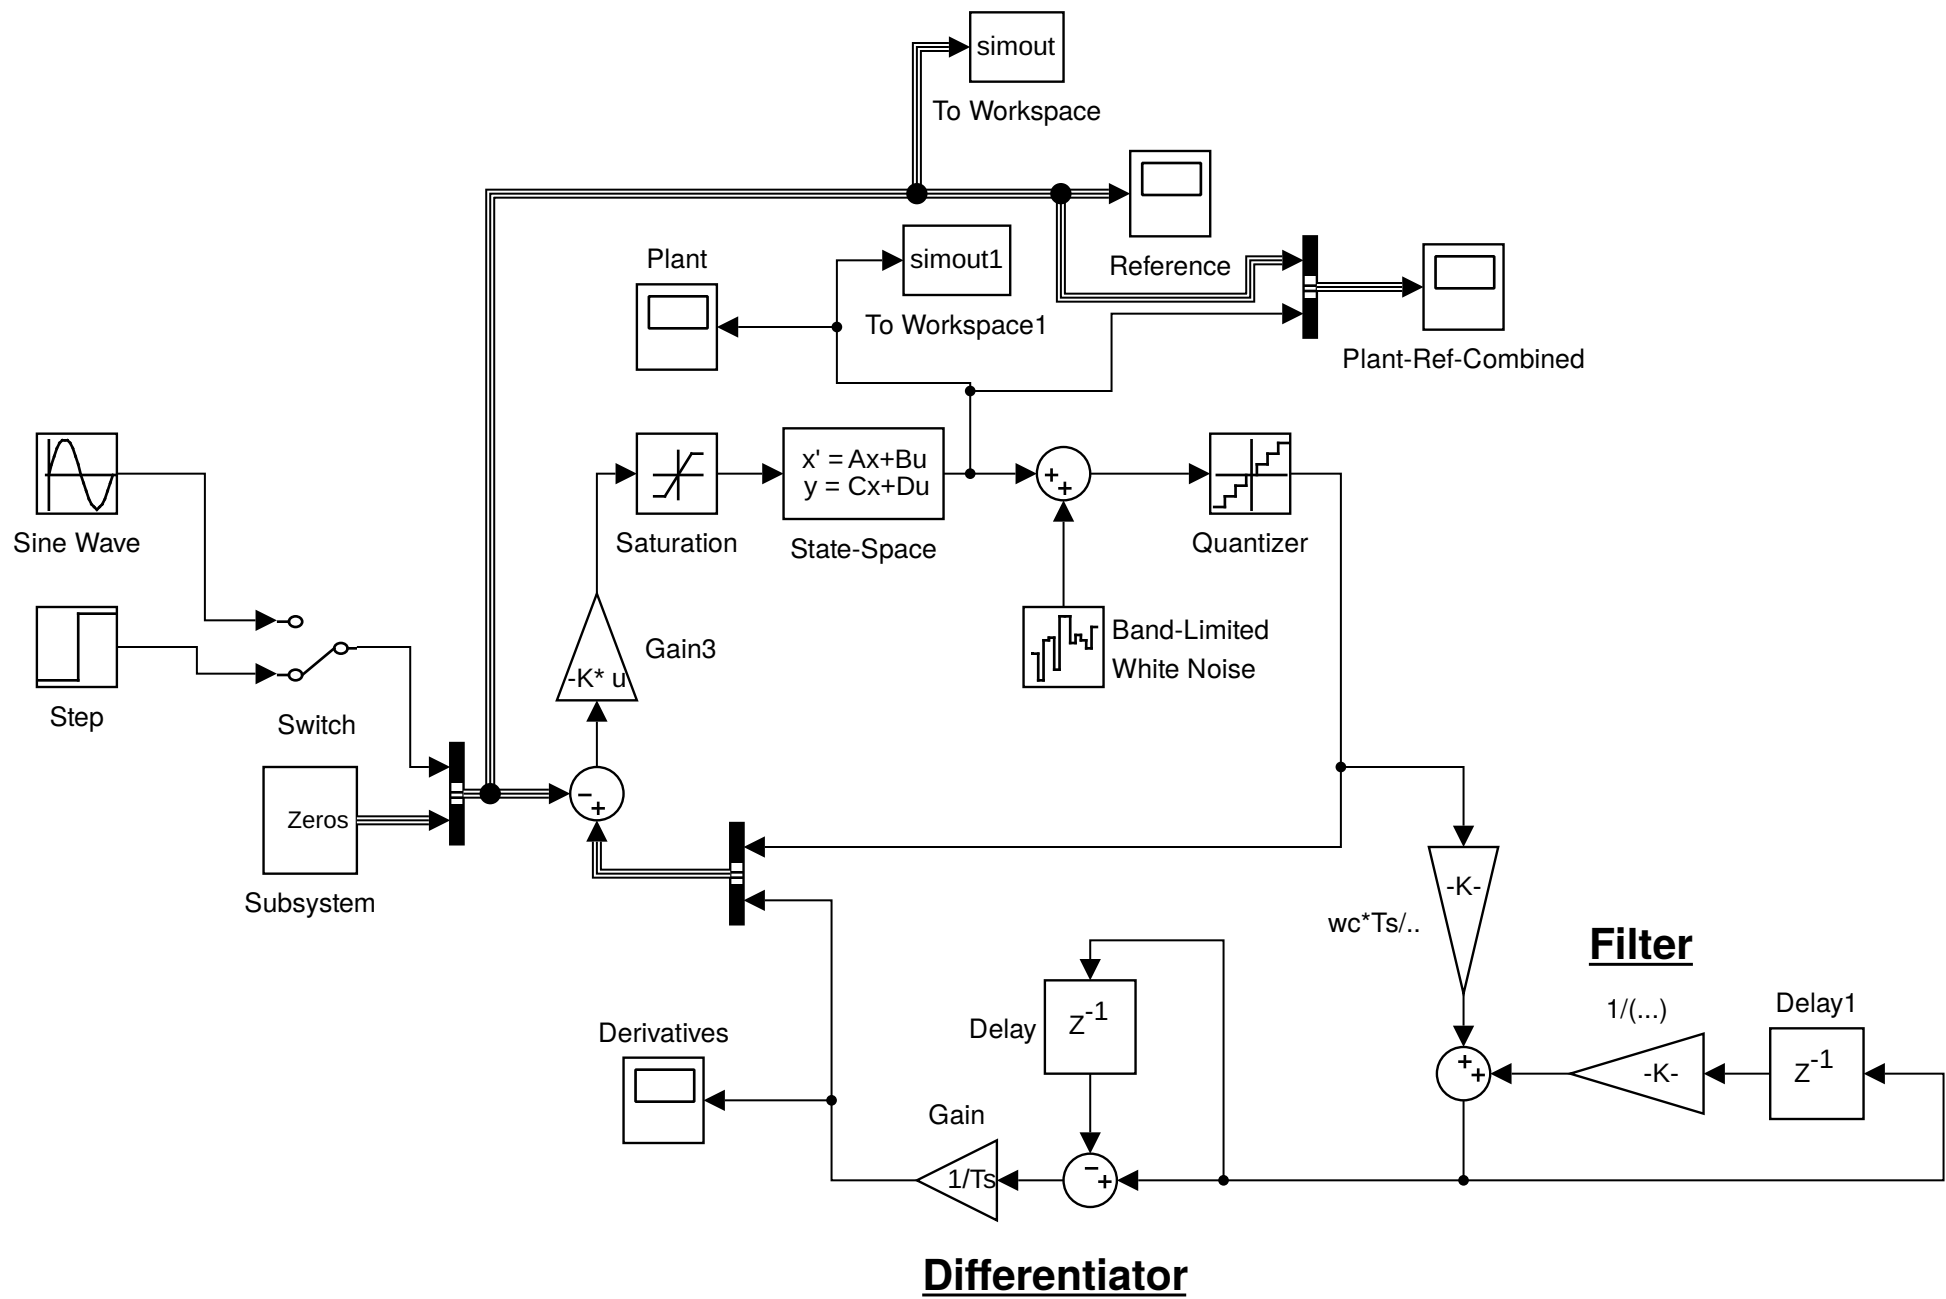 simout
To Workspace
simout1
Plant
Reference
To Workspace1
Plant-Ref-Combined
x' = Ax+Bu
y = Cx+Du
+
+
Sine Wave
Saturation
State-Space
Quantizer
Band-Limited
White Noise
Gain3
-K* u
Step
Switch
Zeros
−
+
Subsystem
-K-
wc*Ts/..
Filter
1/(...)
Delay1
Z-1
Delay
Derivatives
+
+
-K-
Z-1
Gain
1/Ts
−
+
Differentiator